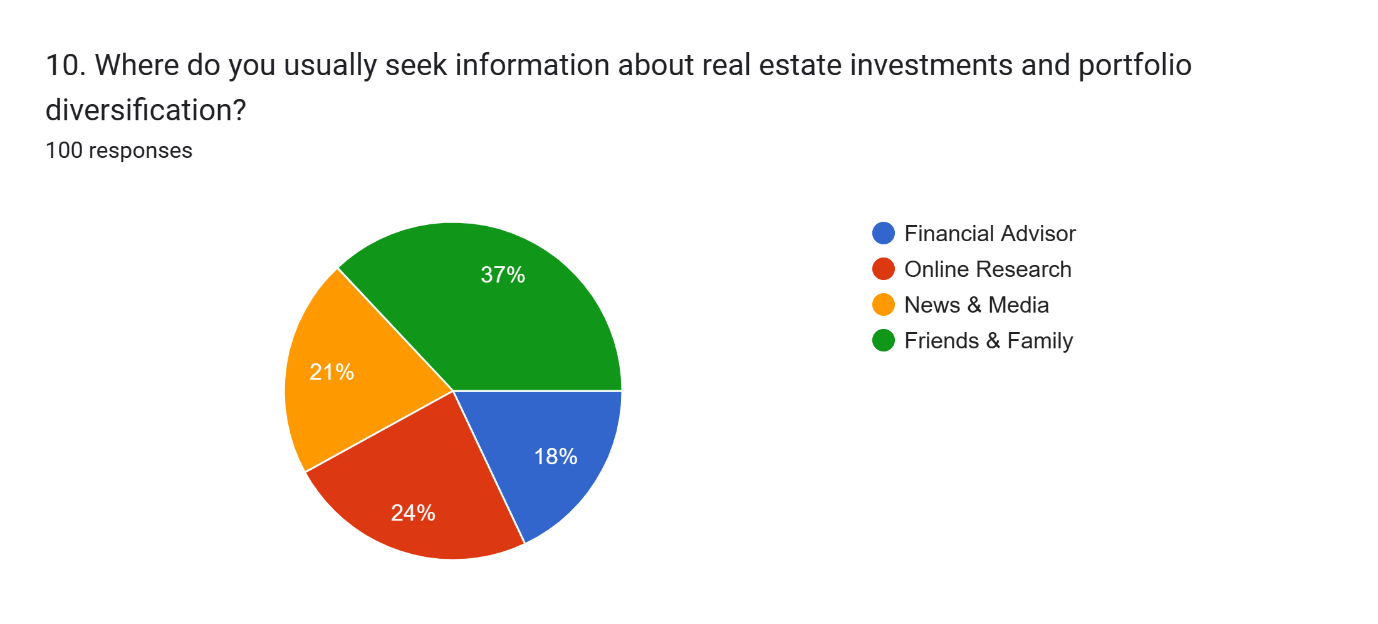 10. Where do you usually seek information about real estate investments and portfolio
diversification?
100 responses
37%
21%
18%
24%
Financial Advisor
Online Research
News & Media
Friends & Family